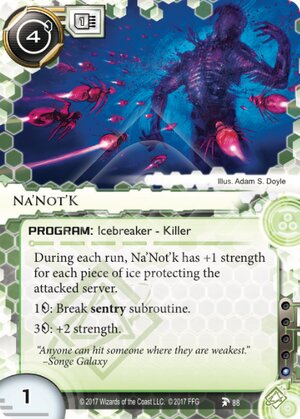 4
1
Illus. Adam S. Doyle
NA'NOT'K
PROGRAM: Icebreaker - Killer
During each run, Na'Not'K has +1 strength
for each piece of ice protecting the
attacked server.
1: Break sentry subroutine.
3: +2 strength.
"Anyone can hit someone where they are weakest."
–Songe Galaxy
1
© 2017 Wizards of the Coast LLC. © 2017 FFG
88